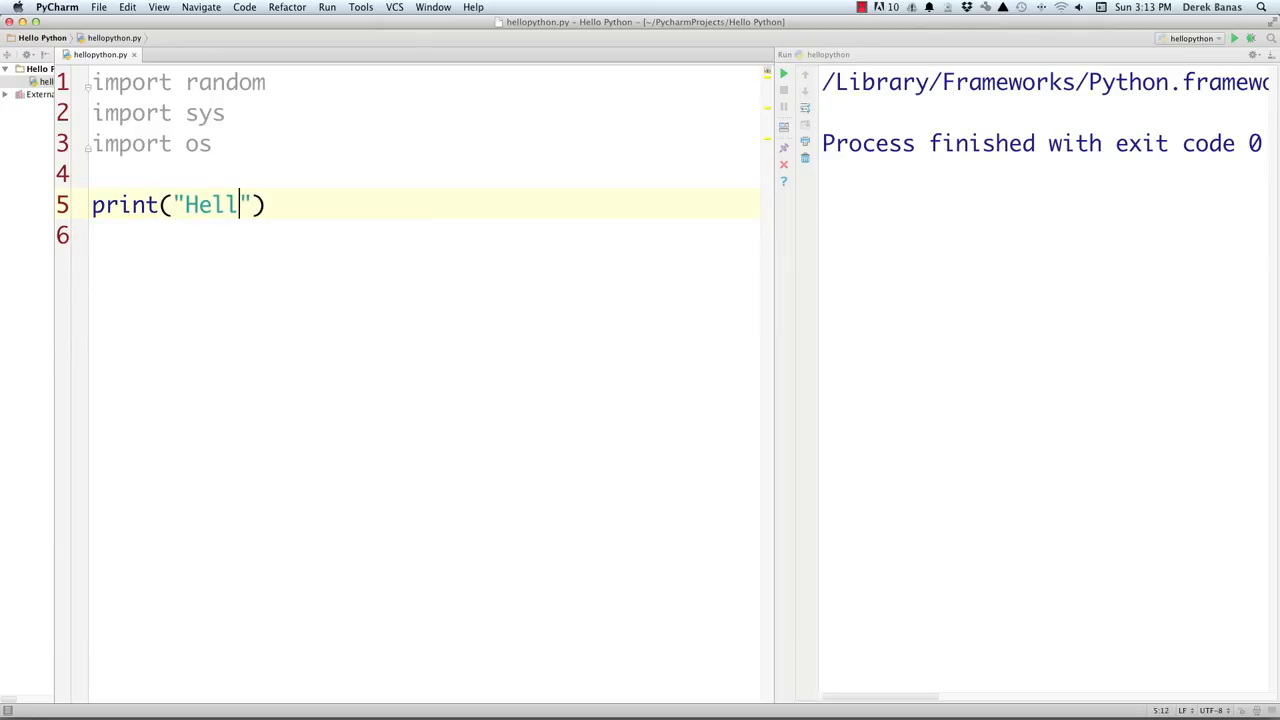 PyCharm File Edit View Navigate Code Refactor Run Tools VCS Window Help 10 Sun 3:13 PM Derek Banas
hellopython.py – Hello Python – [~/PycharmProjects/Hello Python]
Hello Python hellopython.py hellopython
hellopython.py Run hellopython
Hello P
hell
Externa
1 import random
2 import sys
3 import os
4
5 print("Hell")
6
/Library/Frameworks/Python.framewo
Process finished with exit code 0
5:12 LF UTF-8